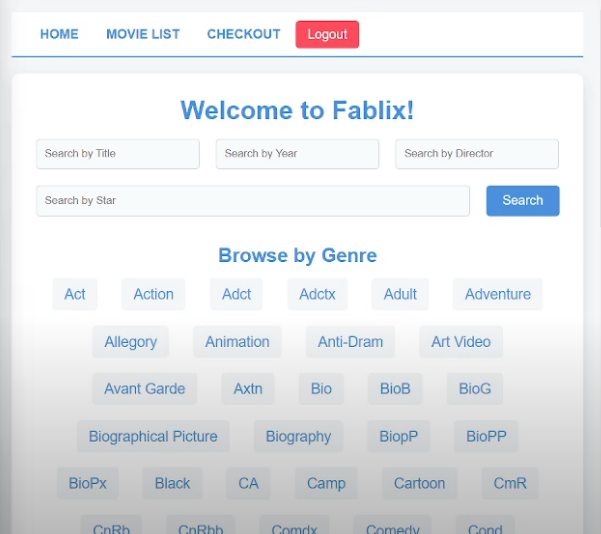 HOME MOVIE LIST CHECKOUT Logout
Welcome to Fablix!
Search by Title Search by Year Search by Director
Search by Star Search
Browse by Genre
Act Action Adct Adctx Adult Adventure
Allegory Animation Anti-Dram Art Video
Avant Garde Axtn Bio BioB BioG
Biographical Picture Biography BiopP BioPP
BioPx Black CA Camp Cartoon CmR
CnRb CnRbb Comdx Comedy Cond